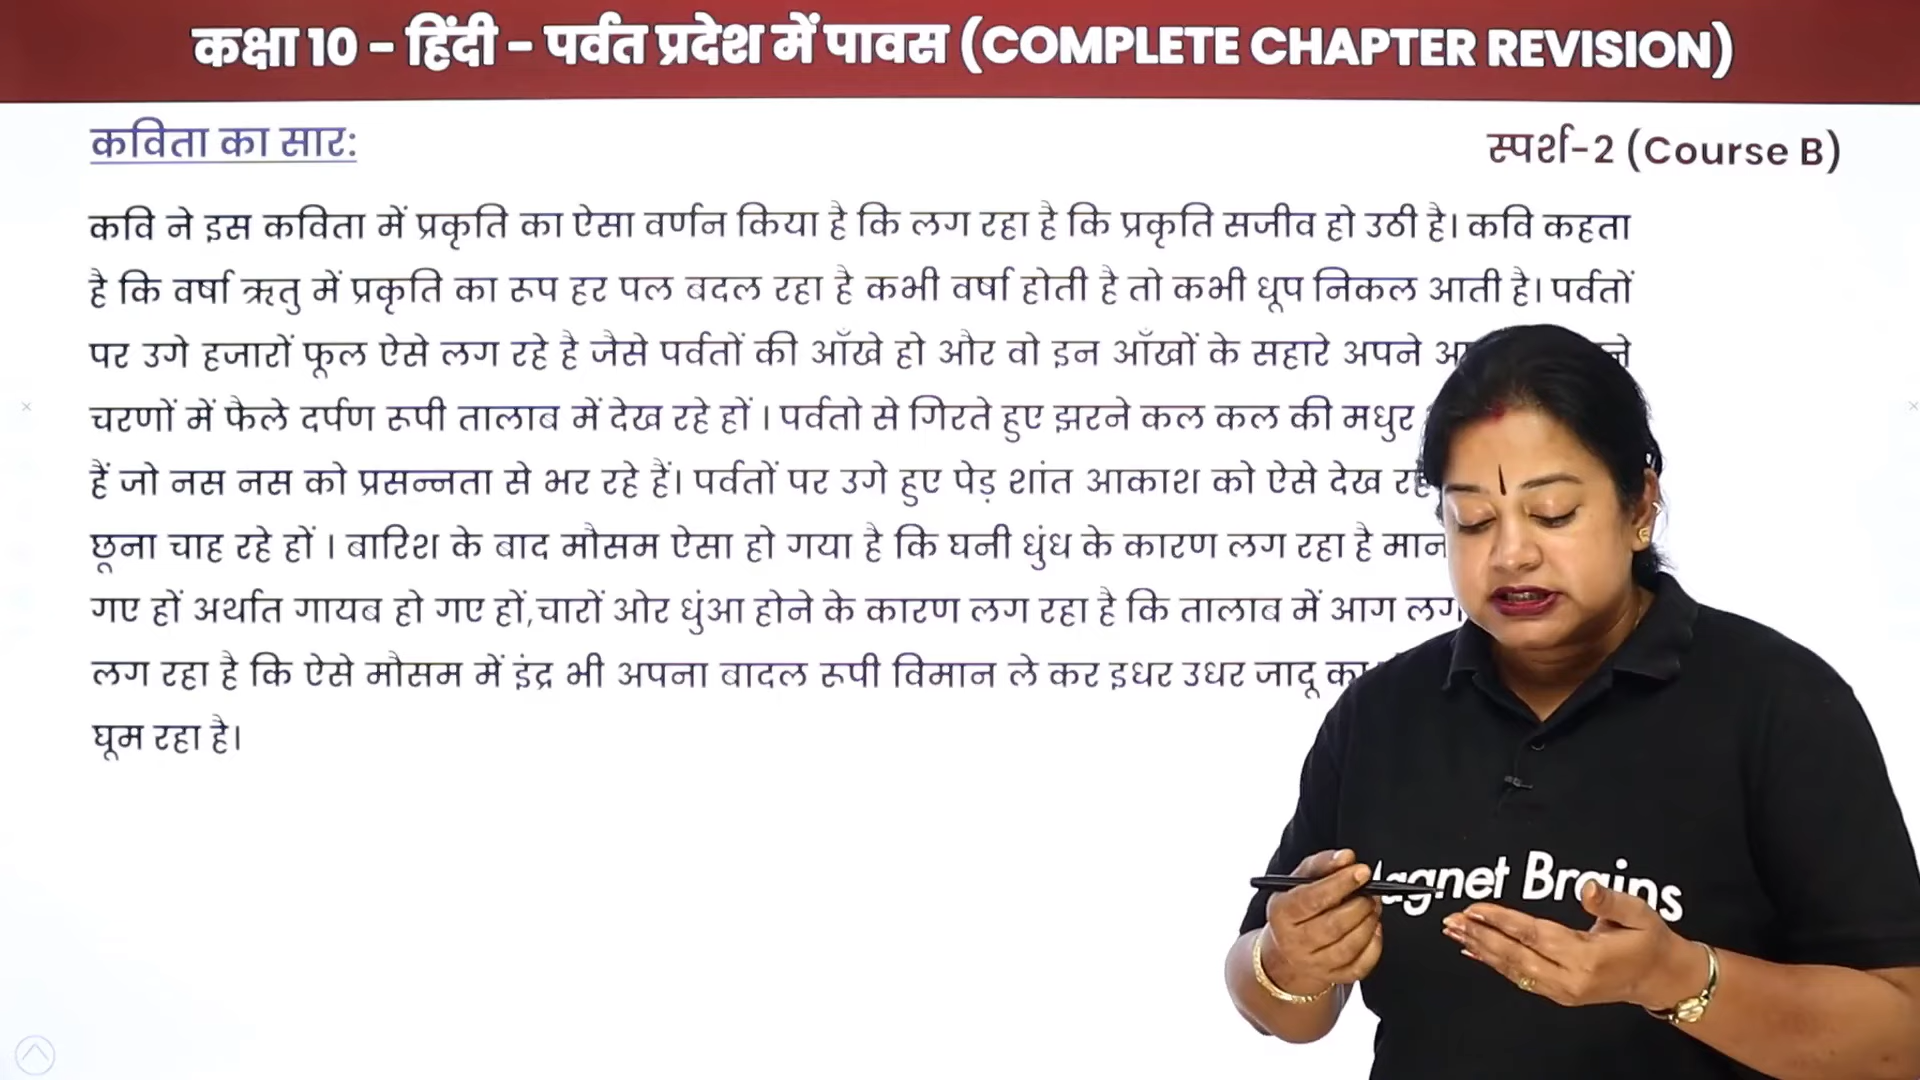 कक्षा 10 - हिंदी - पर्वत प्रदेश में पावस (COMPLETE CHAPTER REVISION)
कविता का सार:
स्पर्श-2 (Course B)
कवि ने इस कविता में प्रकृति का ऐसा वर्णन किया है कि लग रहा है कि प्रकृति सजीव हो उठी है। कवि कहता
है कि वर्षा ऋतु में प्रकृति का रूप हर पल बदल रहा है कभी वर्षा होती है तो कभी धूप निकल आती है। पर्वतों
पर उगे हजारों फूल ऐसे लग रहे है जैसे पर्वतों की आँखे हो और वो इन आँखों के सहारे अपने
चरणों में फैले दर्पण रूपी तालाब में देख रहे हों । पर्वतो से गिरते हुए झरने कल कल की मधुर
हैं जो नस नस को प्रसन्नता से भर रहे हैं। पर्वतों पर उगे हुए पेड़ शांत आकाश को ऐसे देख
छूना चाह रहे हों । बारिश के बाद मौसम ऐसा हो गया है कि घनी धुंध के कारण लग रहा है
गए हों अर्थात गायब हो गए हों,चारों ओर धुंआ होने के कारण लग रहा है कि तालाब में आग लग
लग रहा है कि ऐसे मौसम में इंद्र भी अपना बादल रूपी विमान ले कर इधर उधर जादू का
घूम रहा है।
Magnet Brains